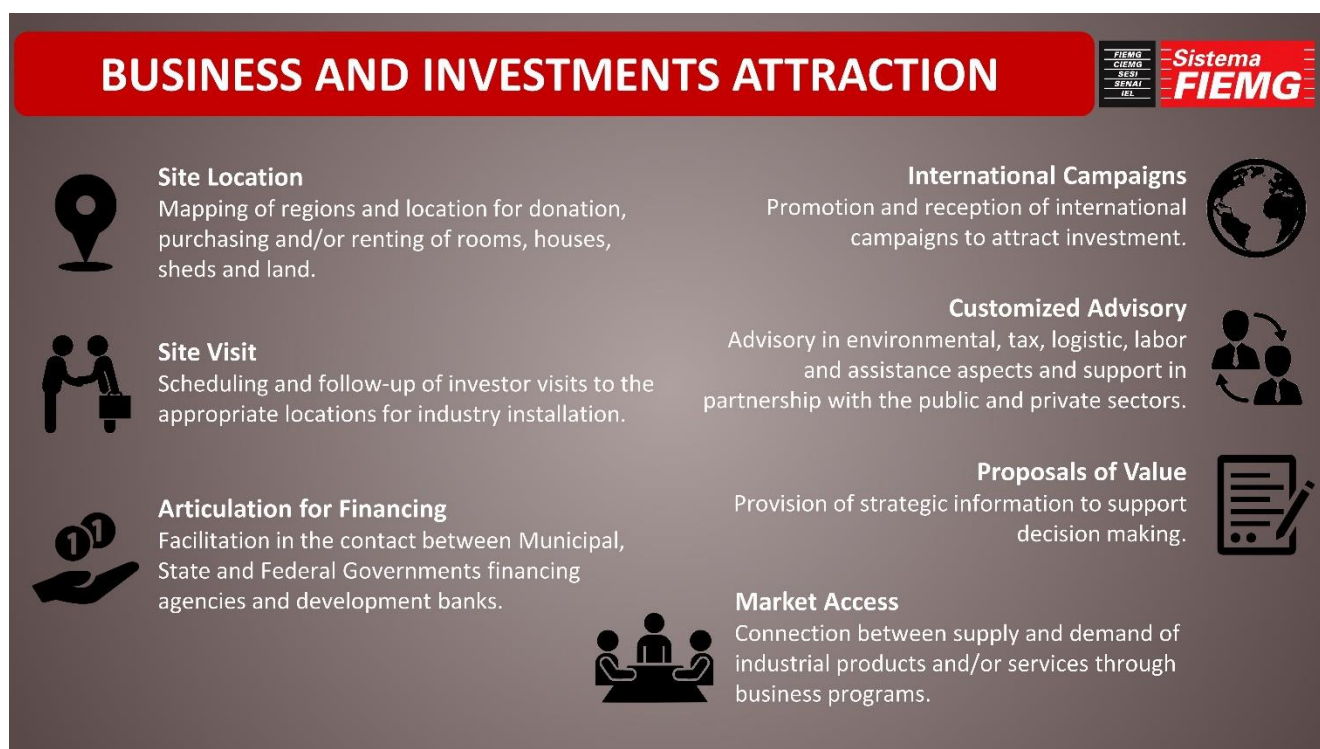 BUSINESS AND INVESTMENTS ATTRACTION
FIEMG
CIEMG
SESI
SENAI
IEL
Sistema
FIEMG
Site Location
Mapping of regions and location for donation,
purchasing and/or renting of rooms, houses,
sheds and land.
Site Visit
Scheduling and follow-up of investor visits to the
appropriate locations for industry installation.
Articulation for Financing
Facilitation in the contact between Municipal,
State and Federal Governments financing
agencies and development banks.
International Campaigns
Promotion and reception of international
campaigns to attract investment.
Customized Advisory
Advisory in environmental, tax, logistic, labor
and assistance aspects and support in
partnership with the public and private sectors.
Proposals of Value
Provision of strategic information to support
decision making.
Market Access
Connection between supply and demand of
industrial products and/or services through
business programs.
1
1